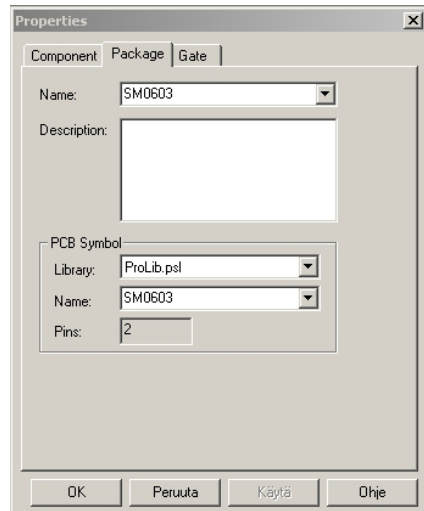 Properties
Component Package Gate
Name: SM0603
Description:
PCB Symbol
Library: ProLib.psl
Name: SM0603
Pins: 2
OK Peruuta Käytä Ohje